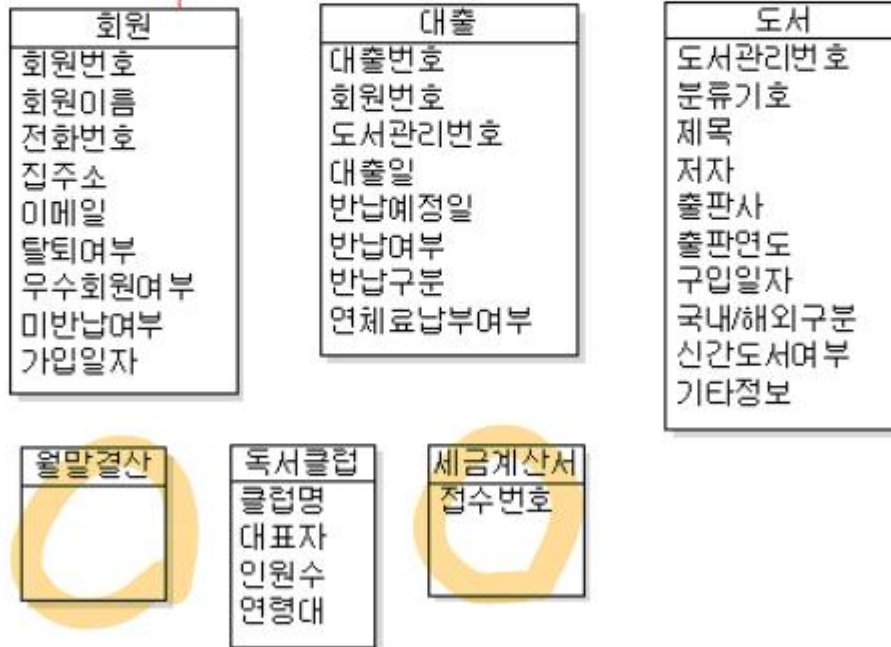 회원
회원번호
회원이름
전화번호
집주소
이메일
탈퇴여부
우수회원여부
미반납여부
가입일자
대출
대출번호
회원번호
도서관리번호
대출일
반납예정일
반납여부
반납구분
연체료납부여부
도서
도서관리번호
분류기호
제목
저자
출판사
출판연도
구입일자
국내/해외구분
신간도서여부
기타정보
월말결산
독서클럽
클럽명
대표자
인원수
연령대
세금계산서
접수번호